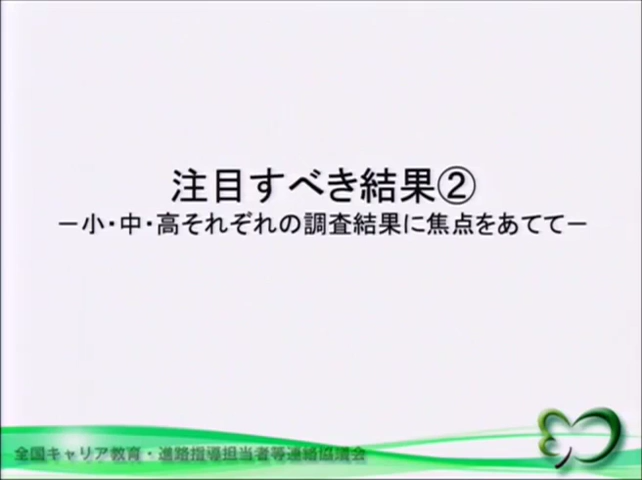 注目すべき結果②
－小・中・高それぞれの調査結果に焦点をあてて－
全国キャリア教育・進路指導担当者等連絡協議会